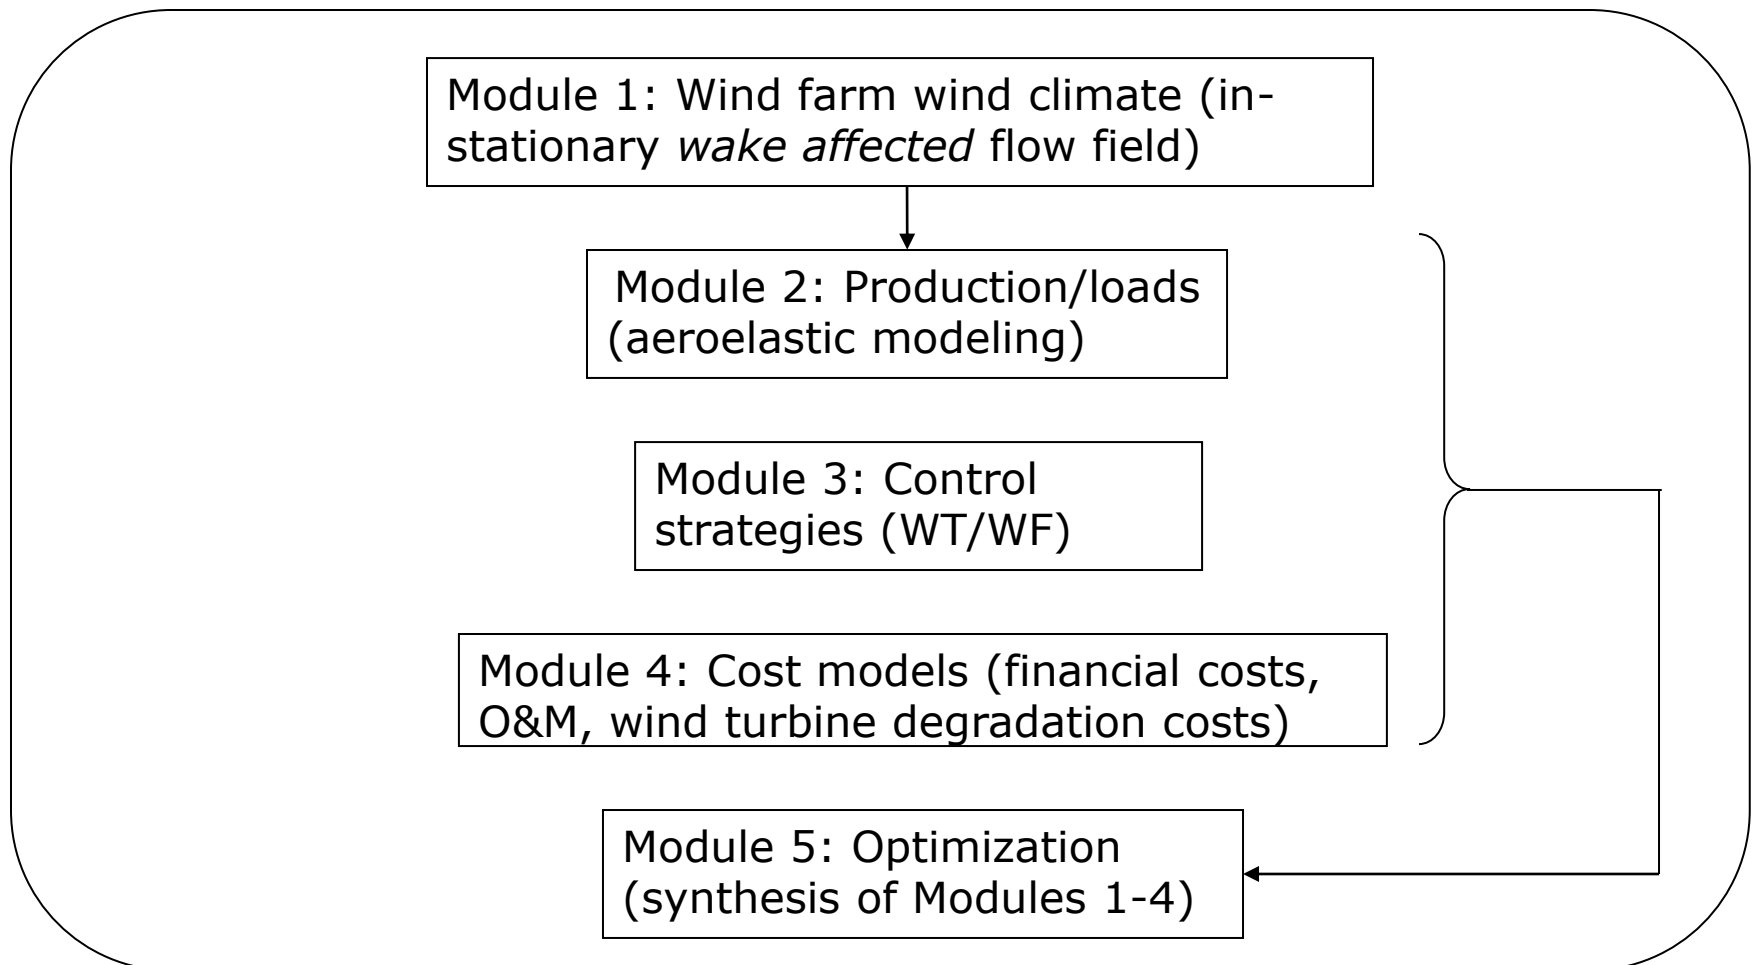 Module 1: Wind farm wind climate (in-
stationary wake affected flow field)
Module 2: Production/loads
(aeroelastic modeling)
Module 3: Control
strategies (WT/WF)
Module 4: Cost models (financial costs,
O&M, wind turbine degradation costs)
Module 5: Optimization
(synthesis of Modules 1-4)